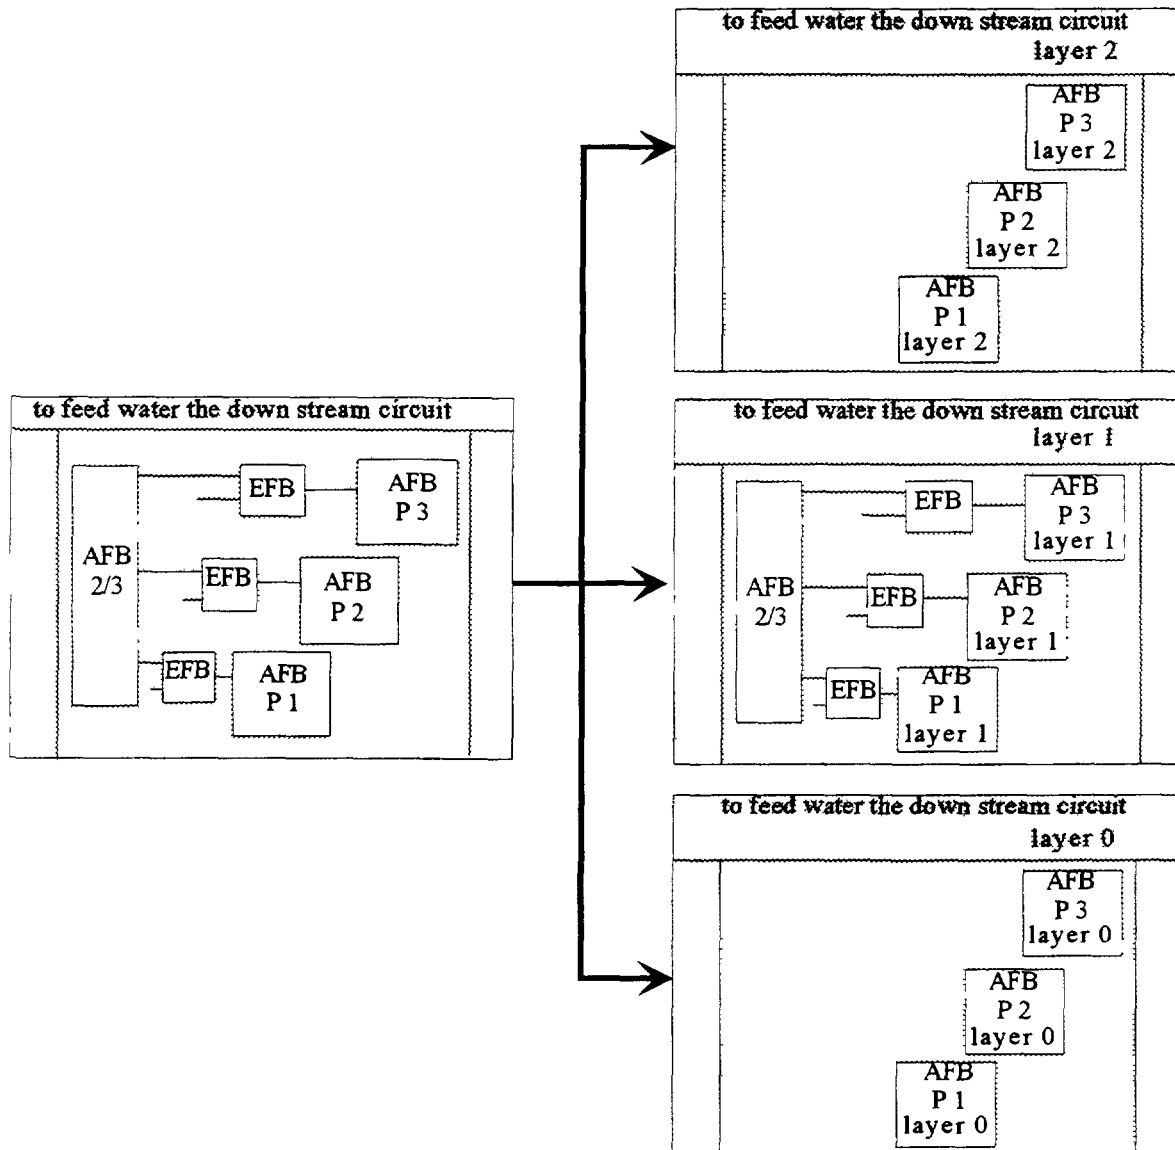 to feed water the down stream circuit
layer 2
AFB
P 3
layer 2
AFB
P 2
layer 2
AFB
P 1
layer 2
to feed water the down stream circuit
AFB
2/3
EFB
AFB
P 3
EFB
AFB
P 2
EFB
AFB
P 1
to feed water the down stream circuit
layer 1
AFB
2/3
EFB
AFB
P 3
layer 1
EFB
AFB
P 2
layer 1
EFB
AFB
P 1
layer 1
to feed water the down stream circuit
layer 0
AFB
P 3
layer 0
AFB
P 2
layer 0
AFB
P 1
layer 0